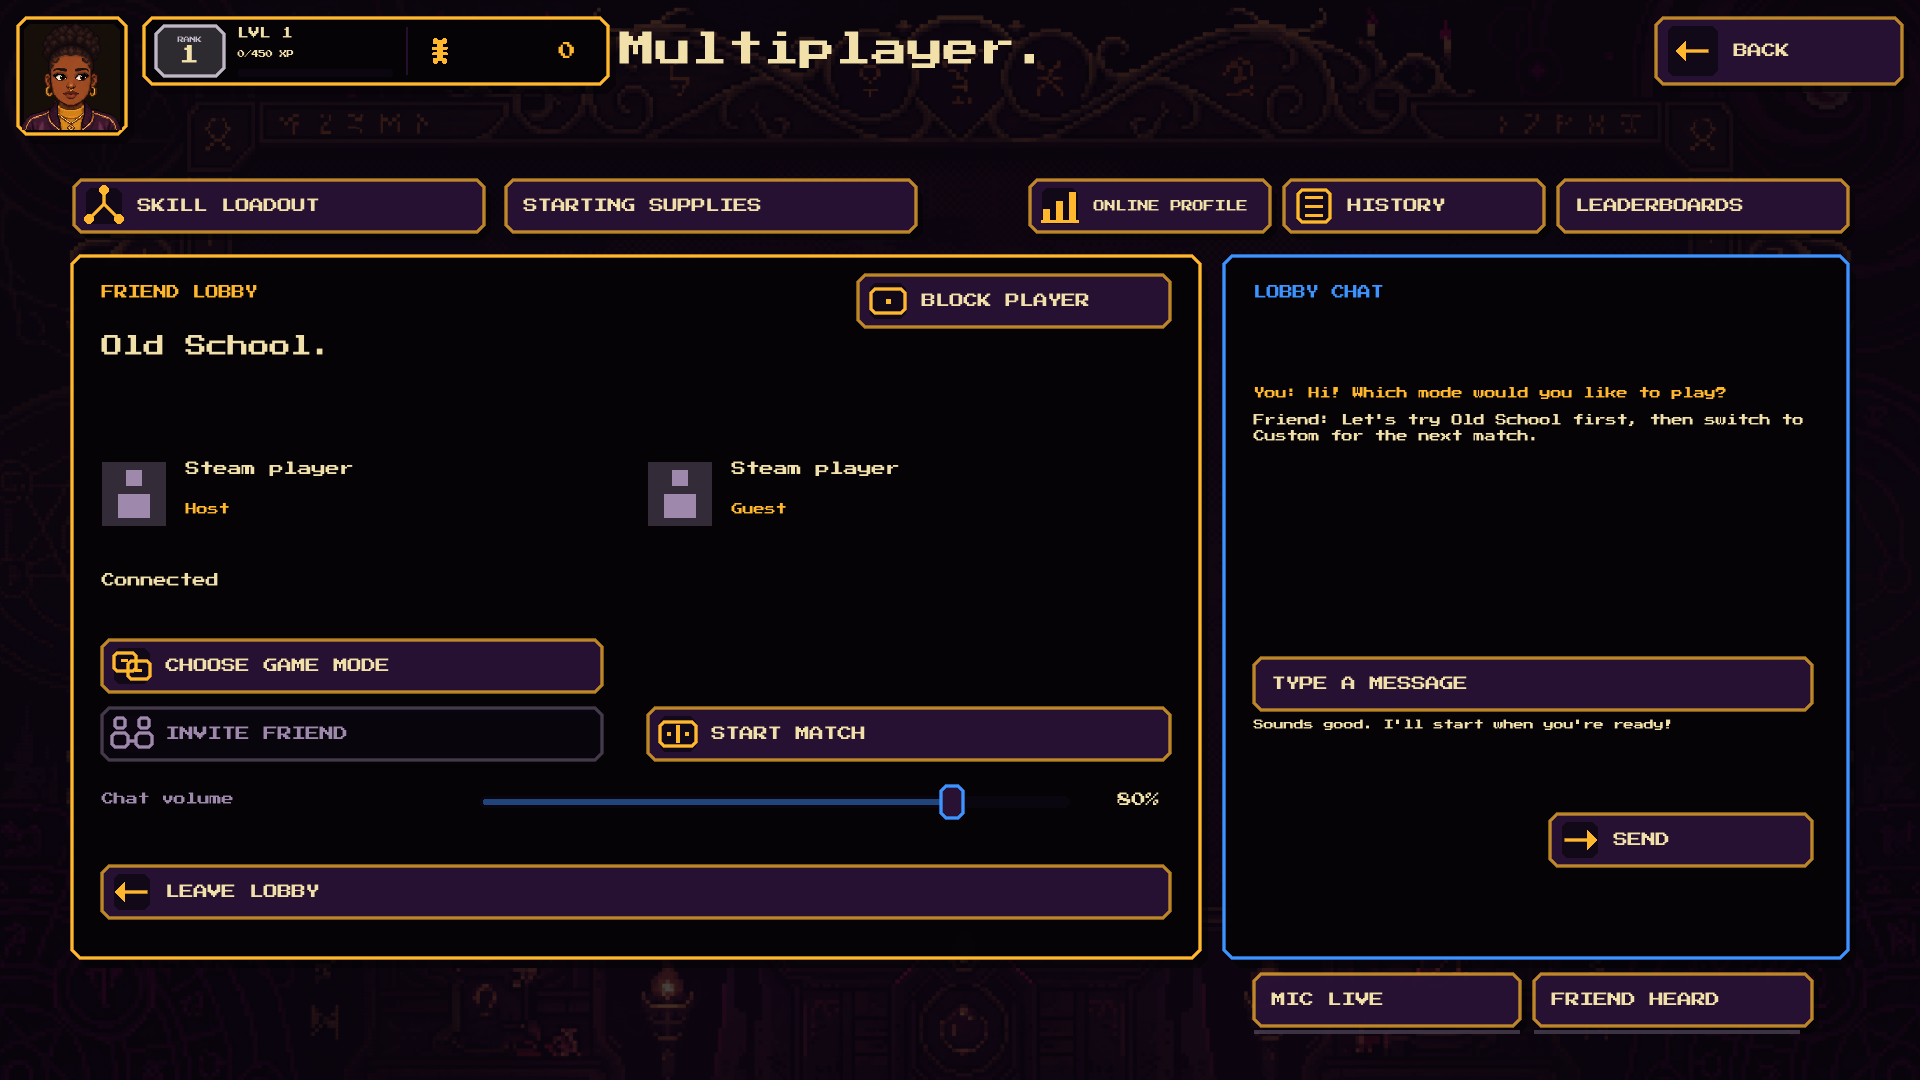 RANK
1
LVL 1
0/450 XP
0
Multiplayer.
BACK
SKILL LOADOUT
STARTING SUPPLIES
ONLINE PROFILE
HISTORY
LEADERBOARDS
FRIEND LOBBY
BLOCK PLAYER
Old School.
Steam player
Host
Steam player
Guest
Connected
CHOOSE GAME MODE
INVITE FRIEND
START MATCH
Chat volume
80%
LEAVE LOBBY
LOBBY CHAT
You: Hi! Which mode would you like to play?
Friend: Let's try Old School first, then switch to
Custom for the next match.
TYPE A MESSAGE
Sounds good. I'll start when you're ready!
SEND
MIC LIVE
FRIEND HEARD